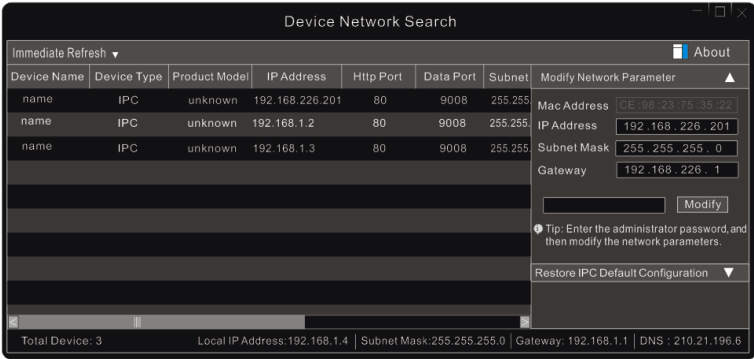 Device Network Search
Immediate Refresh ▼ About
Device Name Device Type Product Model IP Address Http Port Data Port Subnet
name IPC unknown 192.168.226.201 80 9008 255.255.
name IPC unknown 192.168.1.2 80 9008 255.255.
name IPC unknown 192.168.1.3 80 9008 255.255.
Modify Network Parameter ▲
Mac Address CE:98:23:75:35:22
IP Address 192.168.226.201
Subnet Mask 255.255.255.0
Gateway 192.168.226.1
Modify
Tip: Enter the administrator password, and
then modify the network parameters.
Restore IPC Default Configuration ▼
Total Device: 3 Local IP Address:192.168.1.4 Subnet Mask:255.255.255.0 Gateway: 192.168.1.1 DNS : 210.21.196.6